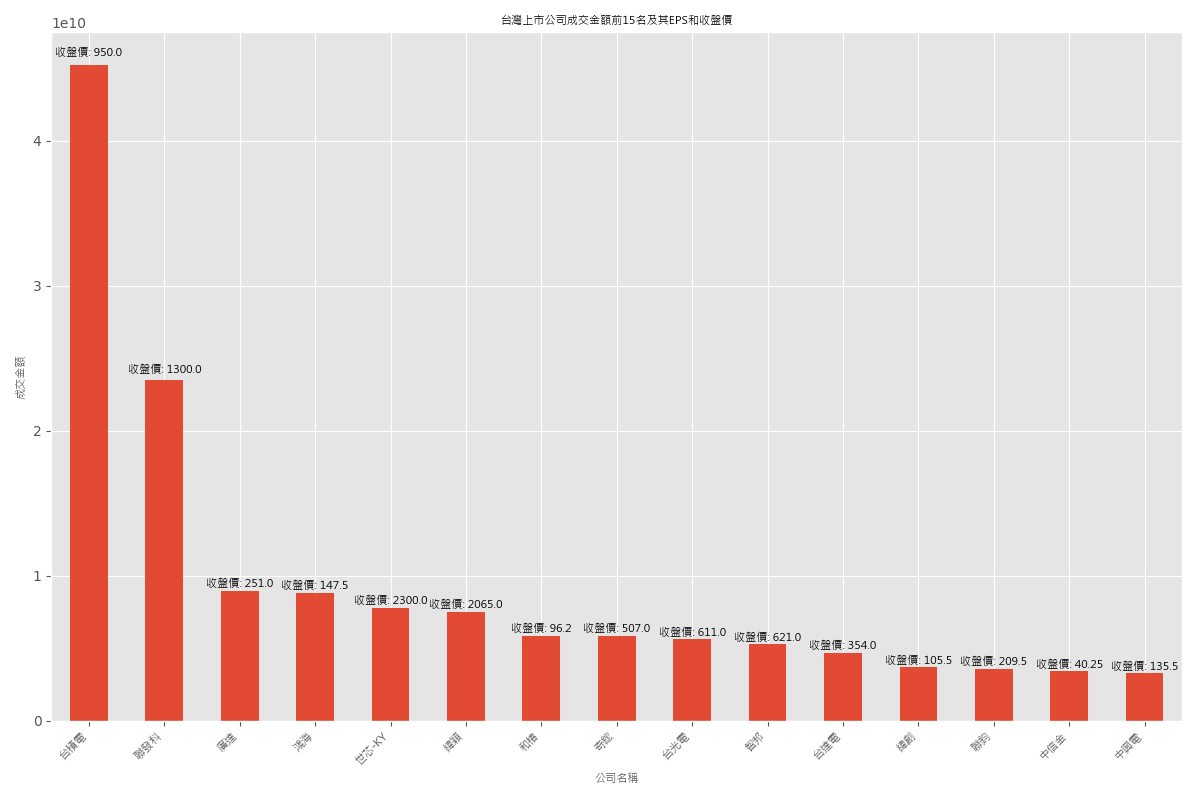 台灣上市公司成交金額前15名及其EPS和收盤價
1e10
收盤價: 950.0
收盤價: 1300.0
收盤價: 251.0
收盤價: 147.5
收盤價: 2300.0
收盤價: 2065.0
收盤價: 96.2
收盤價: 507.0
收盤價: 611.0
收盤價: 621.0
收盤價: 354.0
收盤價: 105.5
收盤價: 209.5
收盤價: 40.25
收盤價: 135.5
4
3
2
1
0
成交金額
台積電
聯發科
廣達
鴻海
世芯-KY
緯穎
和椿
奇鋐
台光電
智邦
台達電
緯創
聯鈞
中信金
中興電
公司名稱